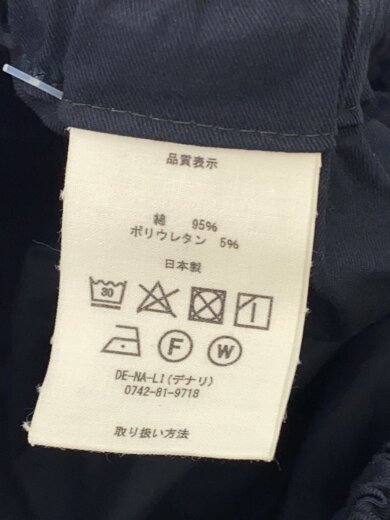 品質表示
綿 95%
ポリウレタン 5%
日本製
30
F W
DE-NA-LI(デナリ)
0742-81-9718
取り扱い方法